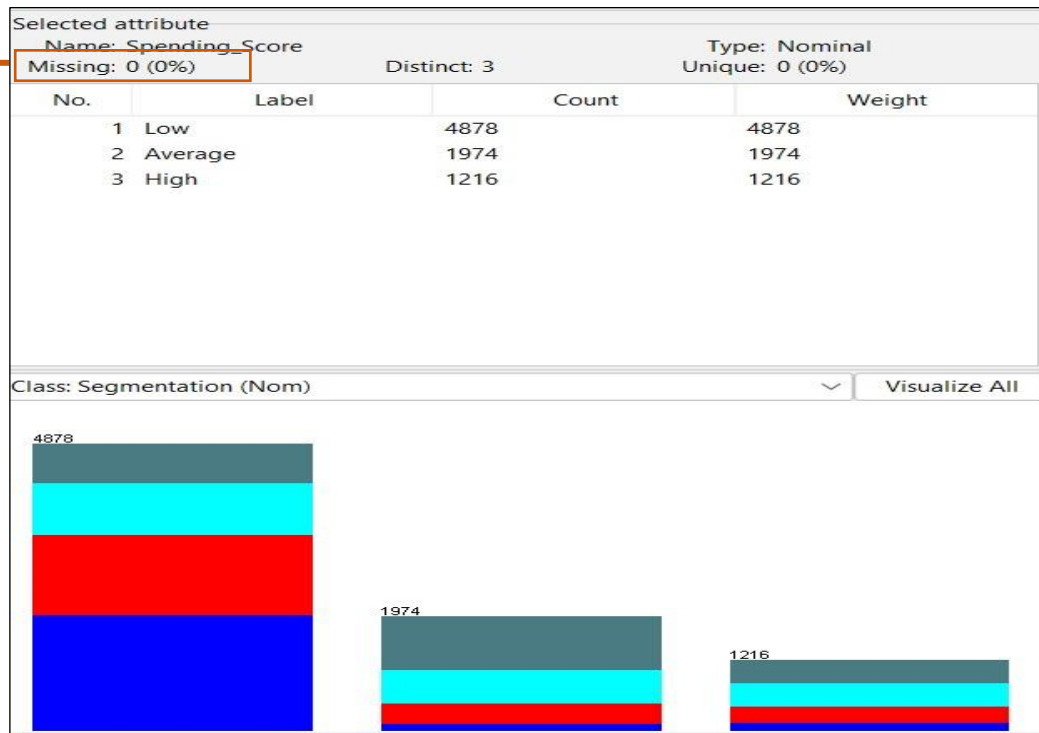 Selected attribute
Name: Spending_Score Type: Nominal
Missing: 0 (0%) Distinct: 3 Unique: 0 (0%)
No. Label Count Weight
1 Low 4878 4878
2 Average 1974 1974
3 High 1216 1216
Class: Segmentation (Nom) Visualize All
4878
1974
1216